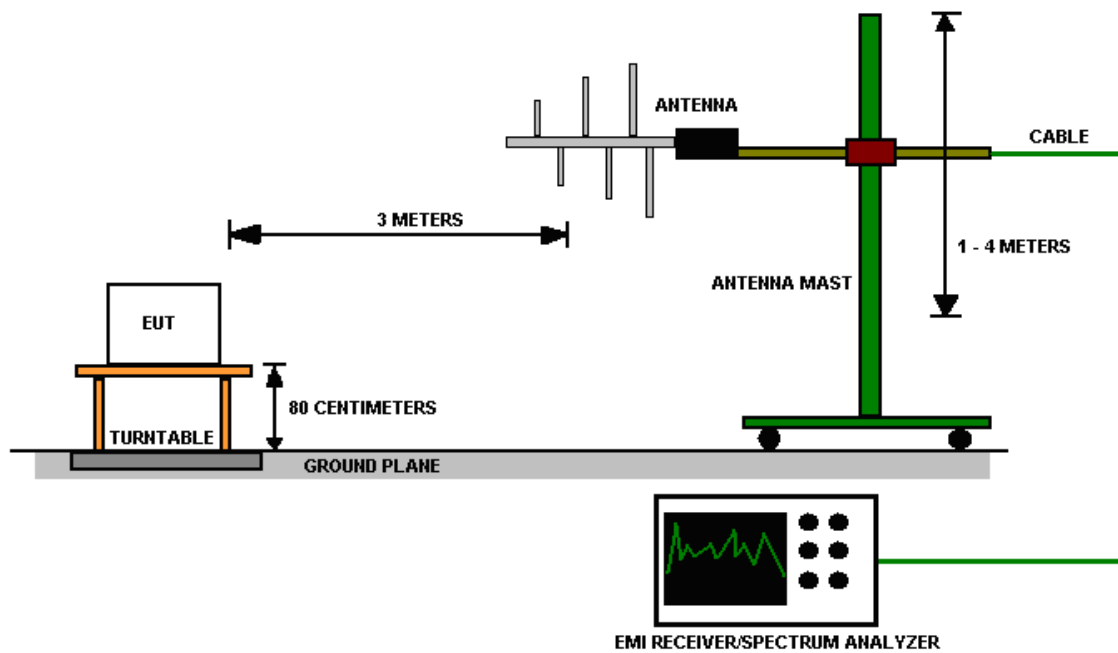 ANTENNA
CABLE
3 METERS
1 - 4 METERS
ANTENNA MAST
EUT
80 CENTIMETERS
TURNTABLE
GROUND PLANE
EMI RECEIVER/SPECTRUM ANALYZER